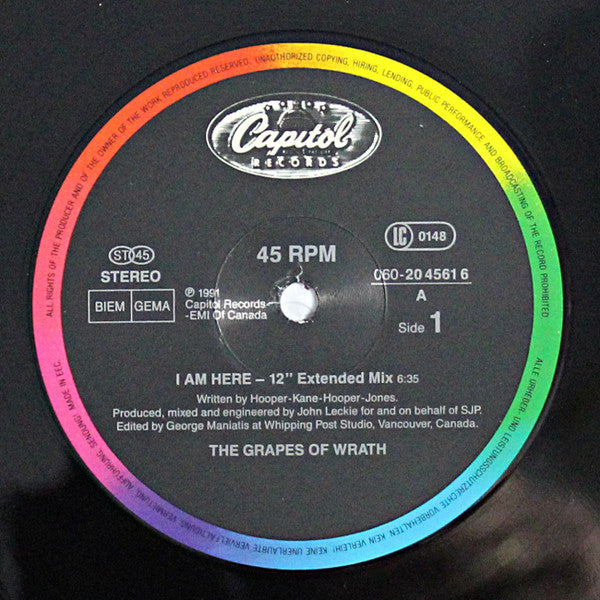 Capitol
RECORDS
45 RPM
LC 0148
ST045
STEREO
BIEM GEMA
℗ 1991
Capitol Records
-EMI Of Canada
060-20 4561 6
A
Side 1
I AM HERE – 12” Extended Mix 6:35
Written by Hooper-Kane-Hooper-Jones.
Produced, mixed and engineered by John Leckie for and on behalf of SJP.
Edited by George Maniatis at Whipping Post Studio, Vancouver, Canada.
THE GRAPES OF WRATH
ALL RIGHTS OF THE PRODUCER AND OF THE OWNER OF THE WORK REPRODUCED RESERVED. UNAUTHORIZED COPYING, HIRING, LENDING, PUBLIC PERFORMANCE AND BROADCASTING OF THE RECORD PROHIBITED.
ALLE URHEBER- UND LEISTUNGSSCHUTZRECHTE VORBEHALTEN. KEIN VERLEIH! KEINE UNERLAUBTE VERVIELFÄLTIGUNG, VERMIETUNG, AUFFÜHRUNG, SENDUNG! MADE IN EEC.